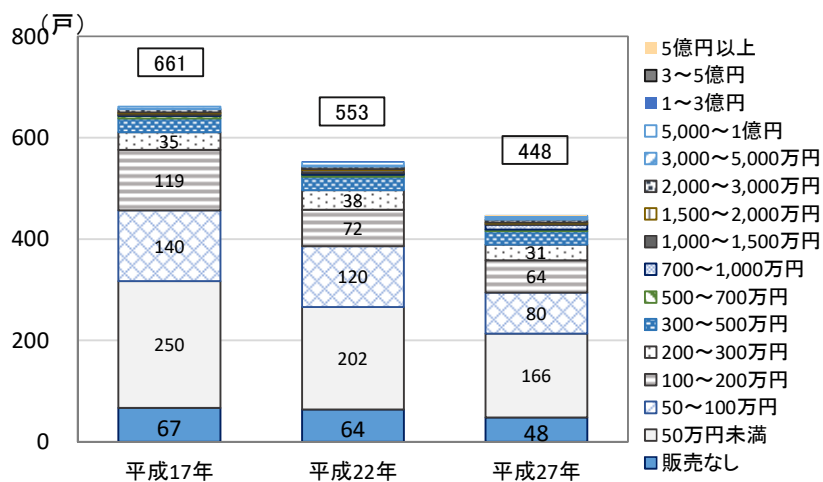 （戸）
800
600
400
200
0
661
35
119
140
250
67
553
38
72
120
202
64
448
31
64
80
166
48
平成17年
平成22年
平成27年
5億円以上
3～5億円
1～3億円
5,000～1億円
3,000～5,000万円
2,000～3,000万円
1,500～2,000万円
1,000～1,500万円
700～1,000万円
500～700万円
300～500万円
200～300万円
100～200万円
50～100万円
50万円未満
販売なし